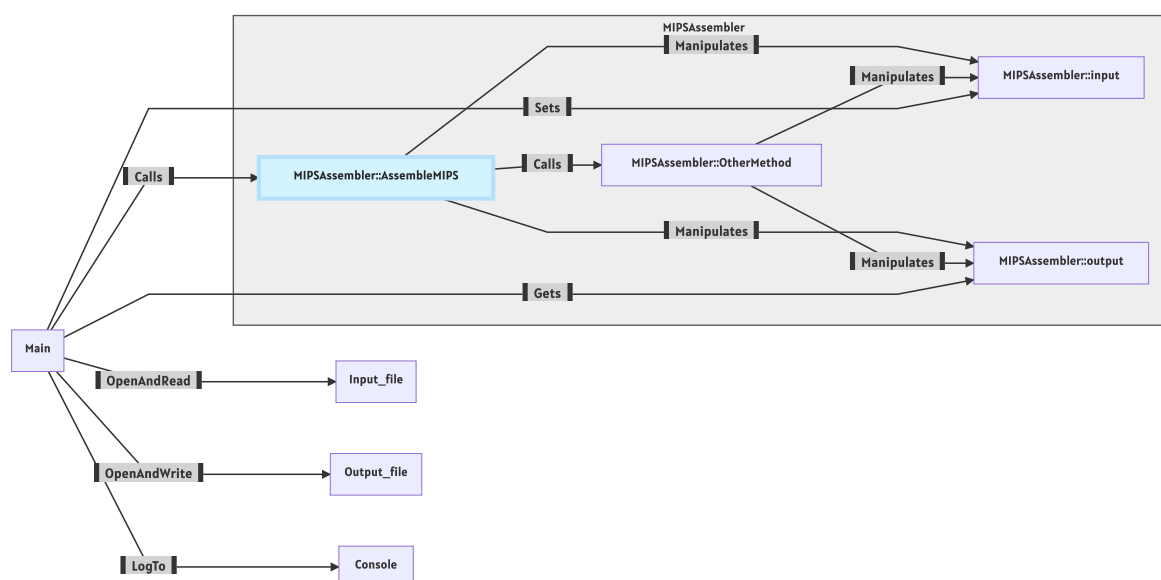 MIPSAssembler
Manipulates
MIPSAssembler::input
Manipulates
Sets
MIPSAssembler::OtherMethod
Calls
MIPSAssembler::AssembleMIPS
Calls
Manipulates
MIPSAssembler::output
Manipulates
Gets
Main
OpenAndRead
Input_file
OpenAndWrite
Output_file
LogTo
Console